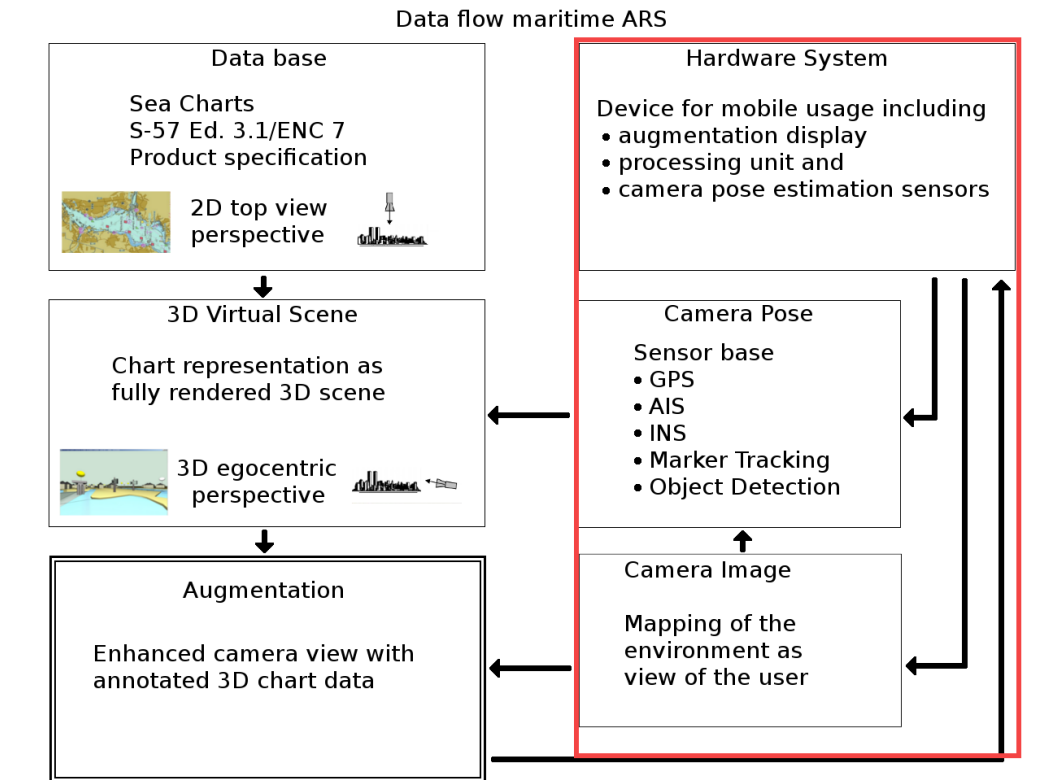 Data flow maritime ARS
Data base
Sea Charts
S-57 Ed. 3.1/ENC 7
Product specification
2D top view
perspective
Hardware System
Device for mobile usage including
• augmentation display
• processing unit and
• camera pose estimation sensors
3D Virtual Scene
Chart representation as
fully rendered 3D scene
3D egocentric
perspective
Camera Pose
Sensor base
• GPS
• AIS
• INS
• Marker Tracking
• Object Detection
Augmentation
Enhanced camera view with
annotated 3D chart data
Camera Image
Mapping of the
environment as
view of the user